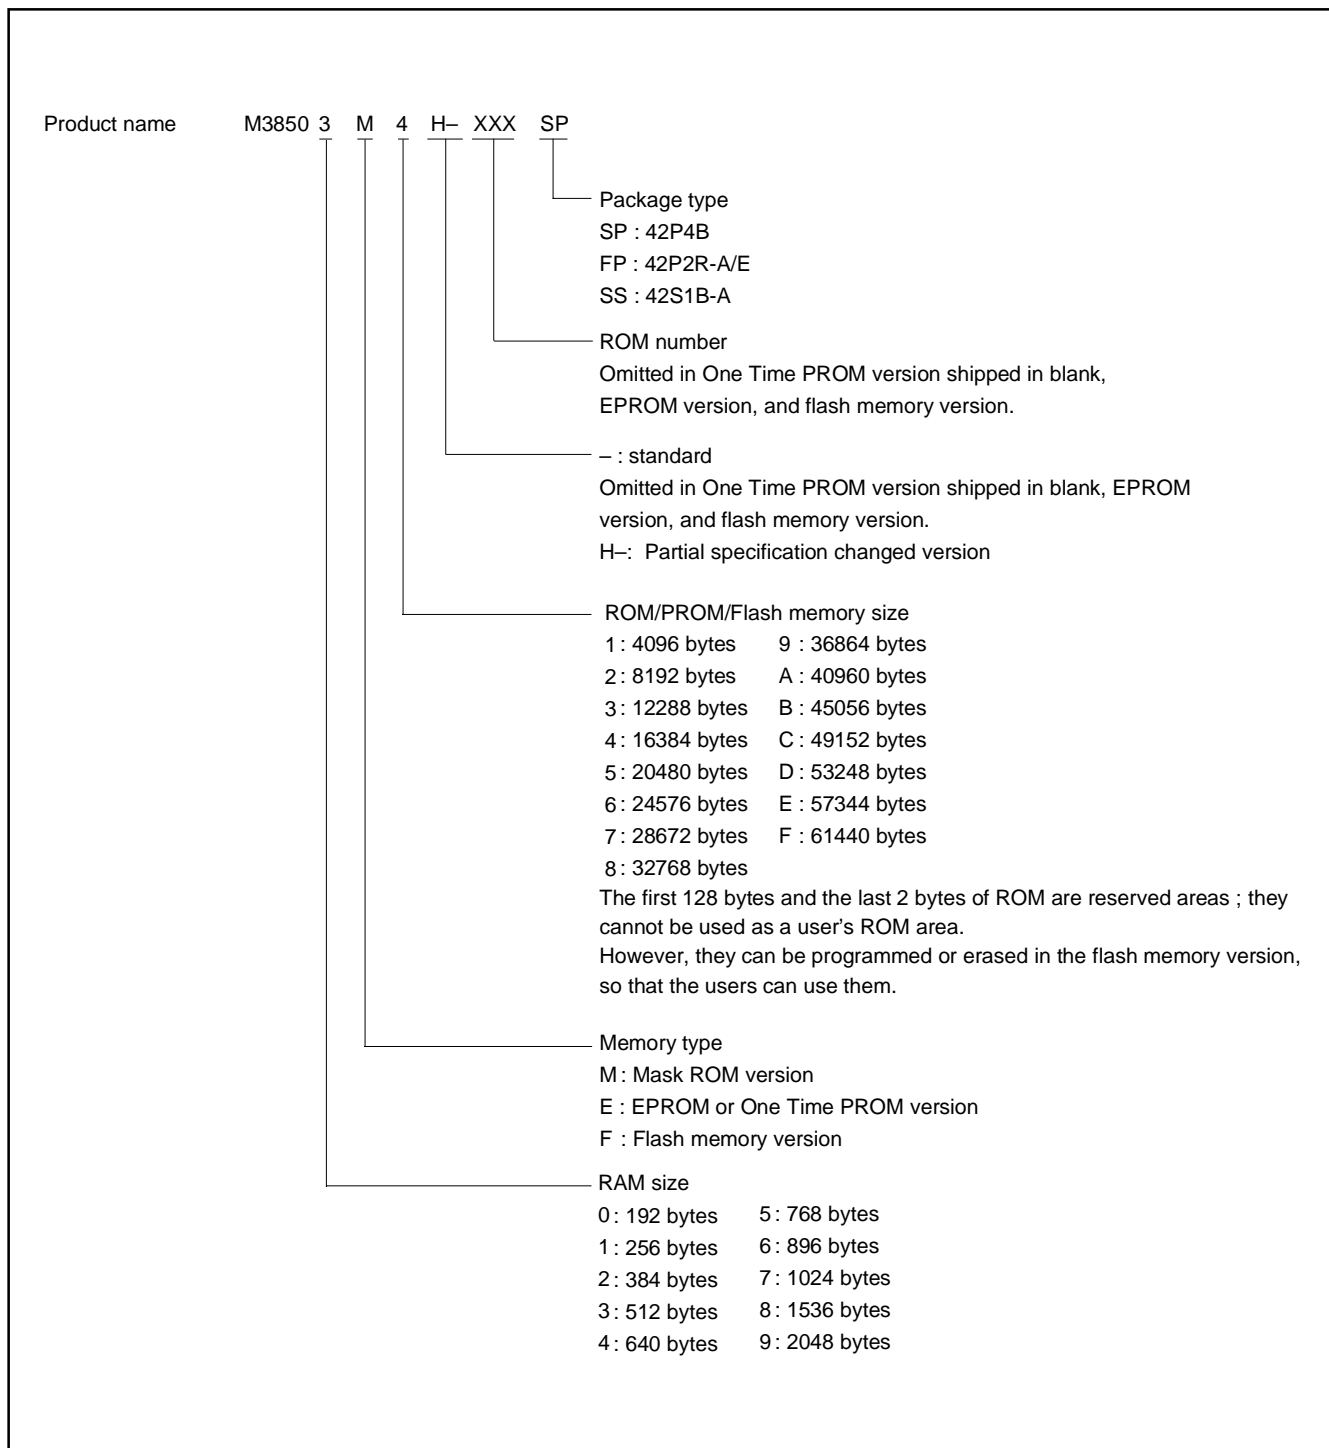 Product name M3850 3 M 4 H– XXX SP
Package type
SP : 42P4B
FP : 42P2R-A/E
SS : 42S1B-A
ROM number
Omitted in One Time PROM version shipped in blank,
EPROM version, and flash memory version.
– : standard
Omitted in One Time PROM version shipped in blank, EPROM
version, and flash memory version.
H–: Partial specification changed version
ROM/PROM/Flash memory size
1 : 4096 bytes 9 : 36864 bytes
2 : 8192 bytes A : 40960 bytes
3 : 12288 bytes B : 45056 bytes
4 : 16384 bytes C : 49152 bytes
5 : 20480 bytes D : 53248 bytes
6 : 24576 bytes E : 57344 bytes
7 : 28672 bytes F : 61440 bytes
8 : 32768 bytes
The first 128 bytes and the last 2 bytes of ROM are reserved areas ; they
cannot be used as a user’s ROM area.
However, they can be programmed or erased in the flash memory version,
so that the users can use them.
Memory type
M : Mask ROM version
E : EPROM or One Time PROM version
F : Flash memory version
RAM size
0 : 192 bytes 5 : 768 bytes
1 : 256 bytes 6 : 896 bytes
2 : 384 bytes 7 : 1024 bytes
3 : 512 bytes 8 : 1536 bytes
4 : 640 bytes 9 : 2048 bytes